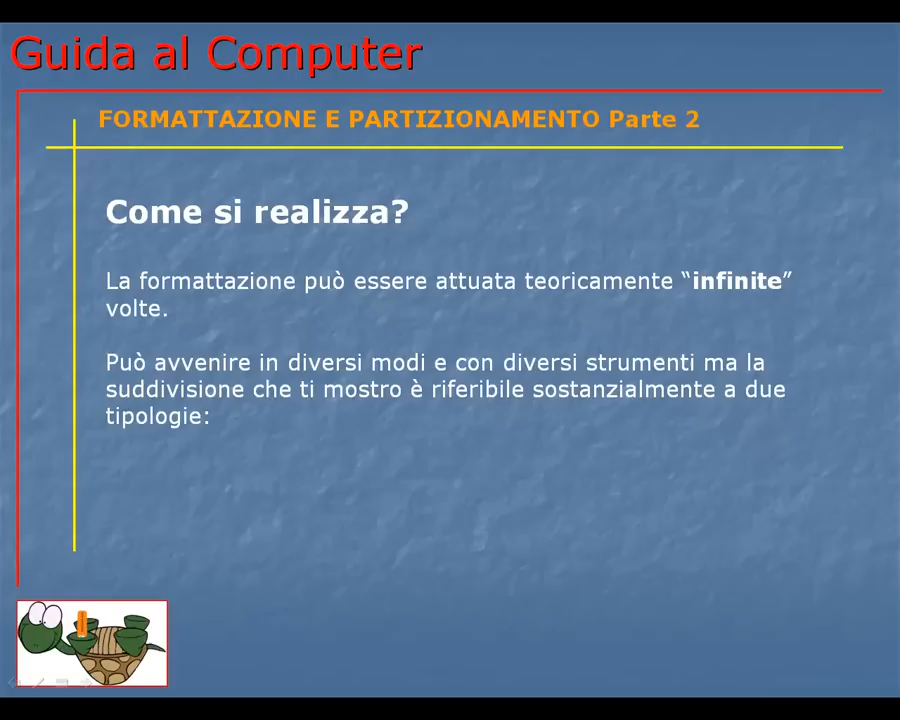 Guida al Computer
FORMATTAZIONE E PARTIZIONAMENTO Parte 2
Come si realizza?
La formattazione può essere attuata teoricamente “infinite”
volte.
Può avvenire in diversi modi e con diversi strumenti ma la
suddivisione che ti mostro è riferibile sostanzialmente a due
tipologie: